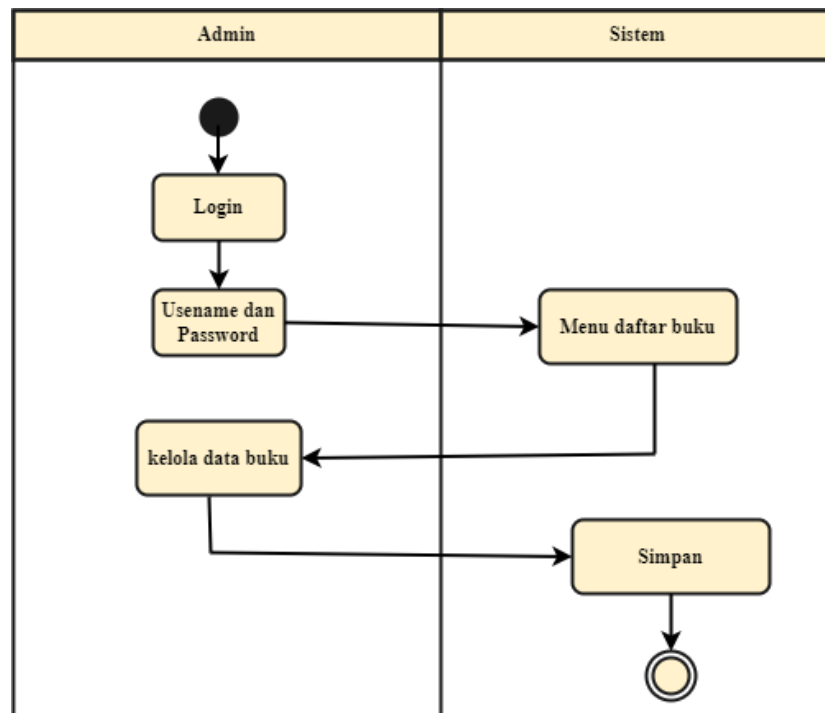 Admin
Sistem
Login
Usename dan
Password
Menu daftar buku
kelola data buku
Simpan